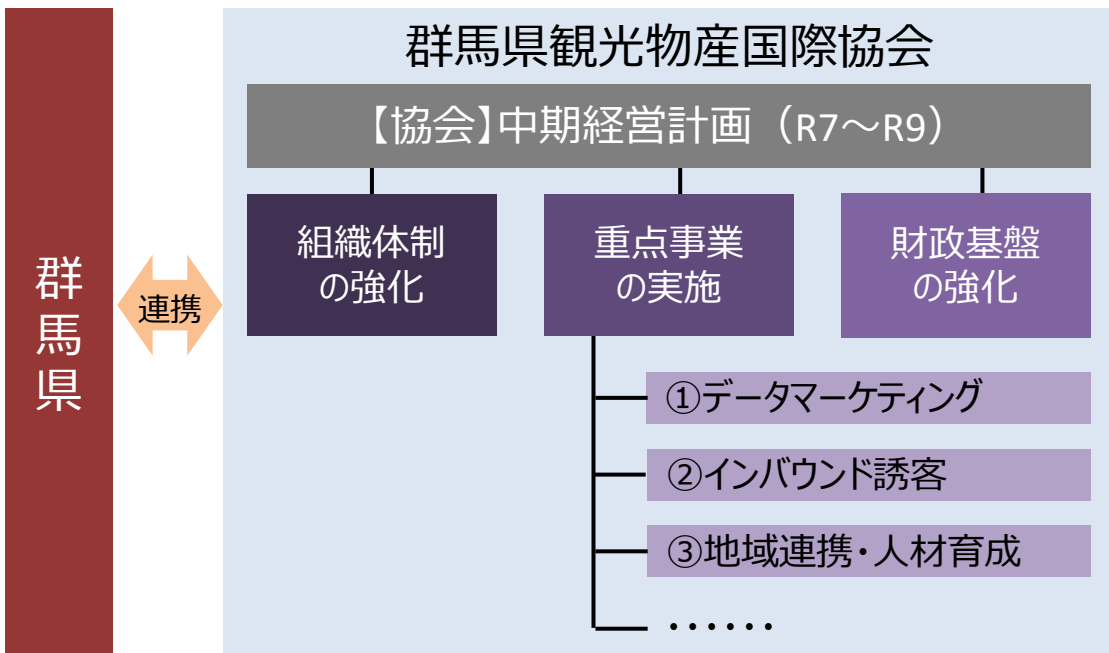 群馬県
連携
群馬県観光物産国際協会
【協会】中期経営計画（R7～R9）
組織体制
の強化
重点事業
の実施
財政基盤
の強化
①データマーケティング
②インバウンド誘客
③地域連携・人材育成
・・・・・・